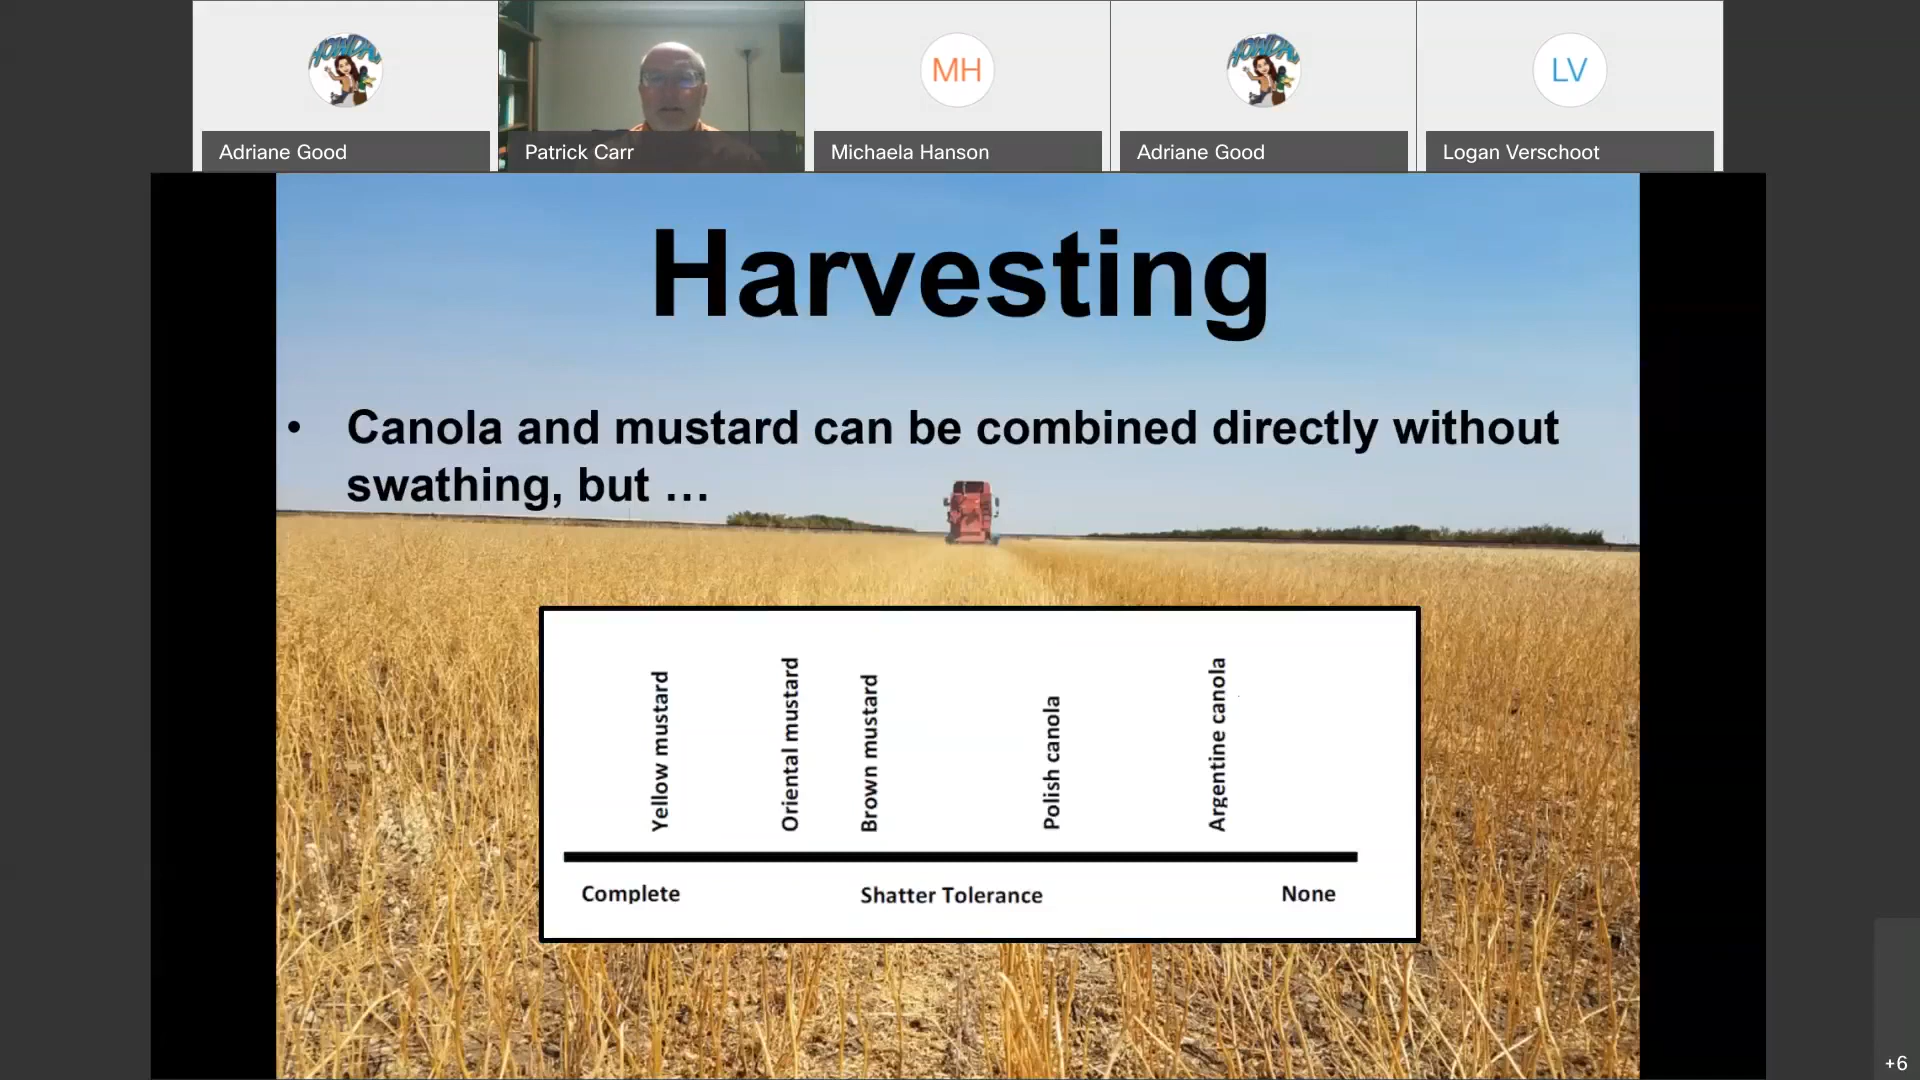 HOWDY
HOWDY
MH
LV
Adriane Good
Patrick Carr
Michaela Hanson
Adriane Good
Logan Verschoot
Harvesting
• Canola and mustard can be combined directly without
swathing, but …
Yellow mustard
Oriental mustard
Brown mustard
Polish canola
Argentine canola
Complete
Shatter Tolerance
None
+6